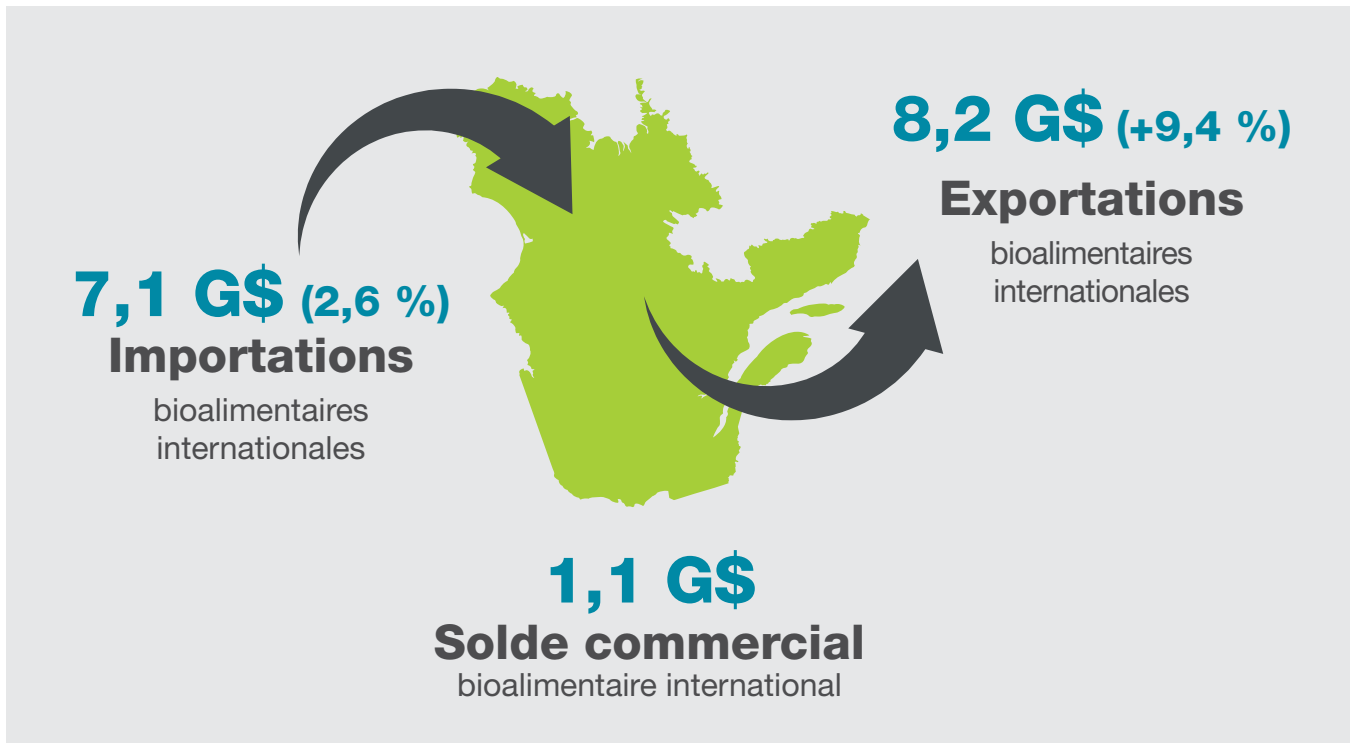 7,1 G$ (2,6 %)
Importations
bioalimentaires
internationales
8,2 G$ (+9,4 %)
Exportations
bioalimentaires
internationales
1,1 G$
Solde commercial
bioalimentaire international